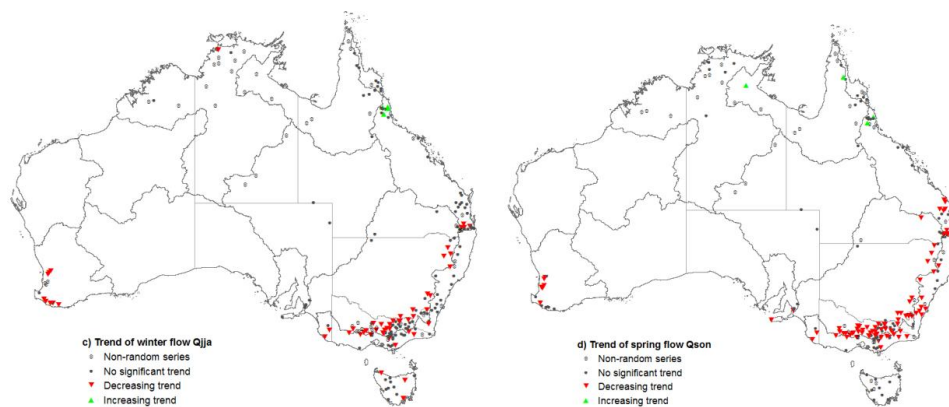 c) Trend of winter flow Qjja
Non-random series
No significant trend
Decreasing trend
Increasing trend
d) Trend of spring flow Qson
Non-random series
No significant trend
Decreasing trend
Increasing trend